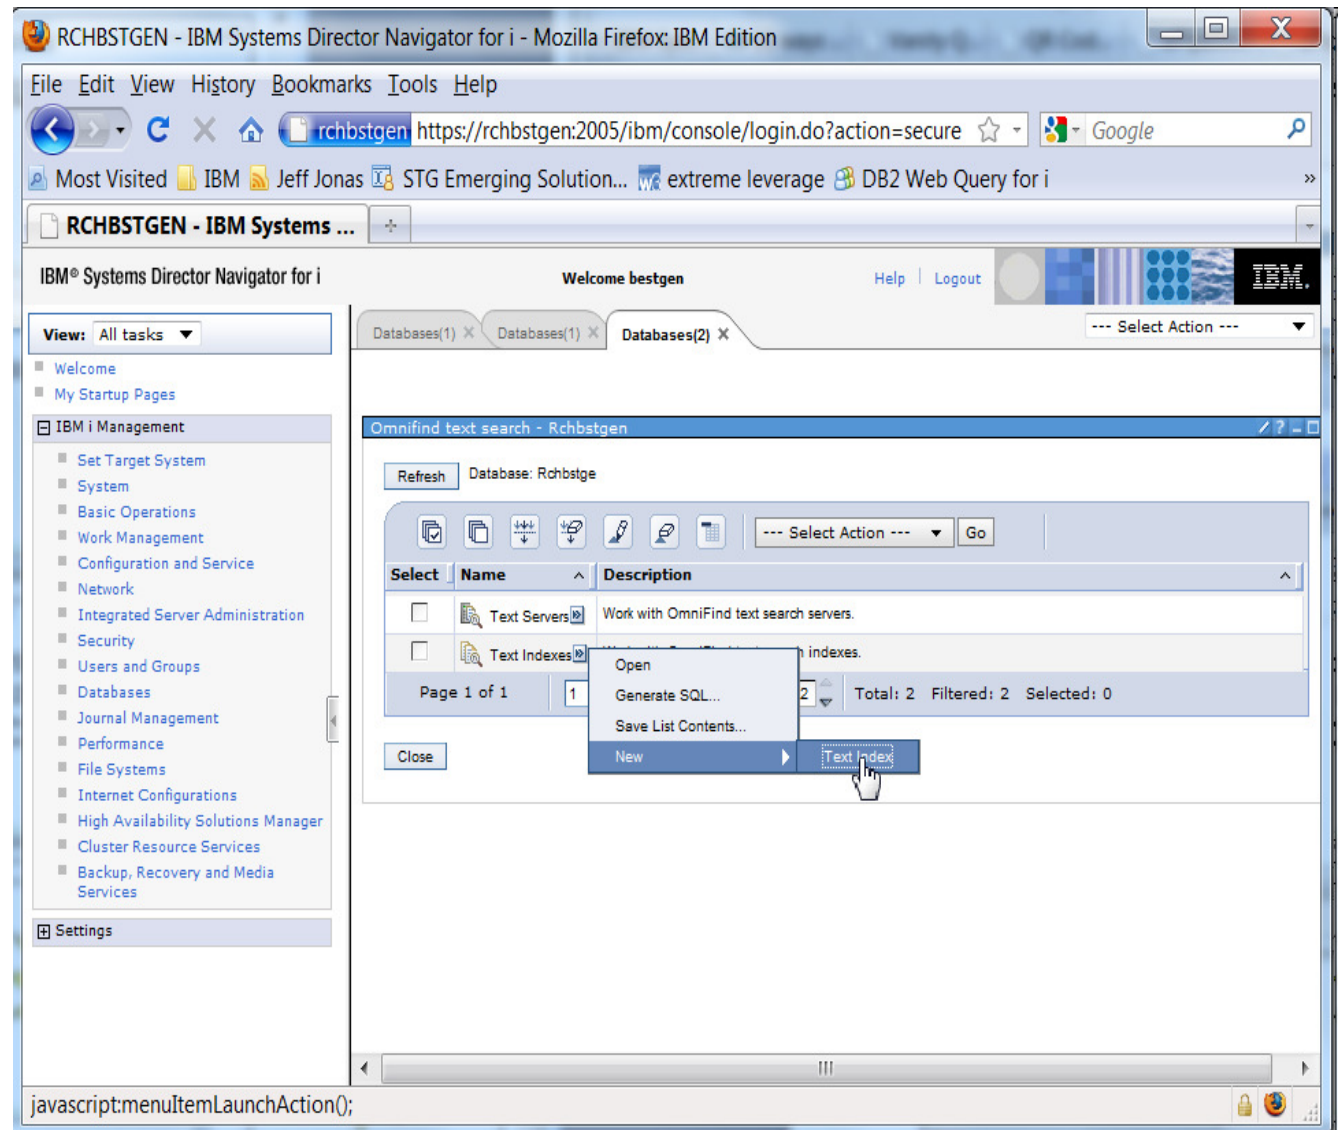 RCHBSTGEN - IBM Systems Director Navigator for i - Mozilla Firefox: IBM Edition
File Edit View History Bookmarks Tools Help
rchbstgen https://rchbstgen:2005/ibm/console/login.do?action=secure Google
Most Visited IBM Jeff Jonas STG Emerging Solution... extreme leverage DB2 Web Query for i »
RCHBSTGEN - IBM Systems ...
IBM® Systems Director Navigator for i Welcome bestgen Help Logout IBM.
View: All tasks
Databases(1) Databases(1) Databases(2) --- Select Action ---
Welcome
My Startup Pages
IBM i Management
Set Target System
System
Basic Operations
Work Management
Configuration and Service
Network
Integrated Server Administration
Security
Users and Groups
Databases
Journal Management
Performance
File Systems
Internet Configurations
High Availability Solutions Manager
Cluster Resource Services
Backup, Recovery and Media
Services
Settings
Omnifind text search - Rchbstgen
Refresh Database: Rchbstge
--- Select Action --- Go
Select Name Description
Text Servers Work with OmniFind text search servers.
Text Indexes indexes.
Page 1 of 1 1 2 Total: 2 Filtered: 2 Selected: 0
Open
Generate SQL...
Save List Contents...
New Text Index
Close
javascript:menuItemLaunchAction();